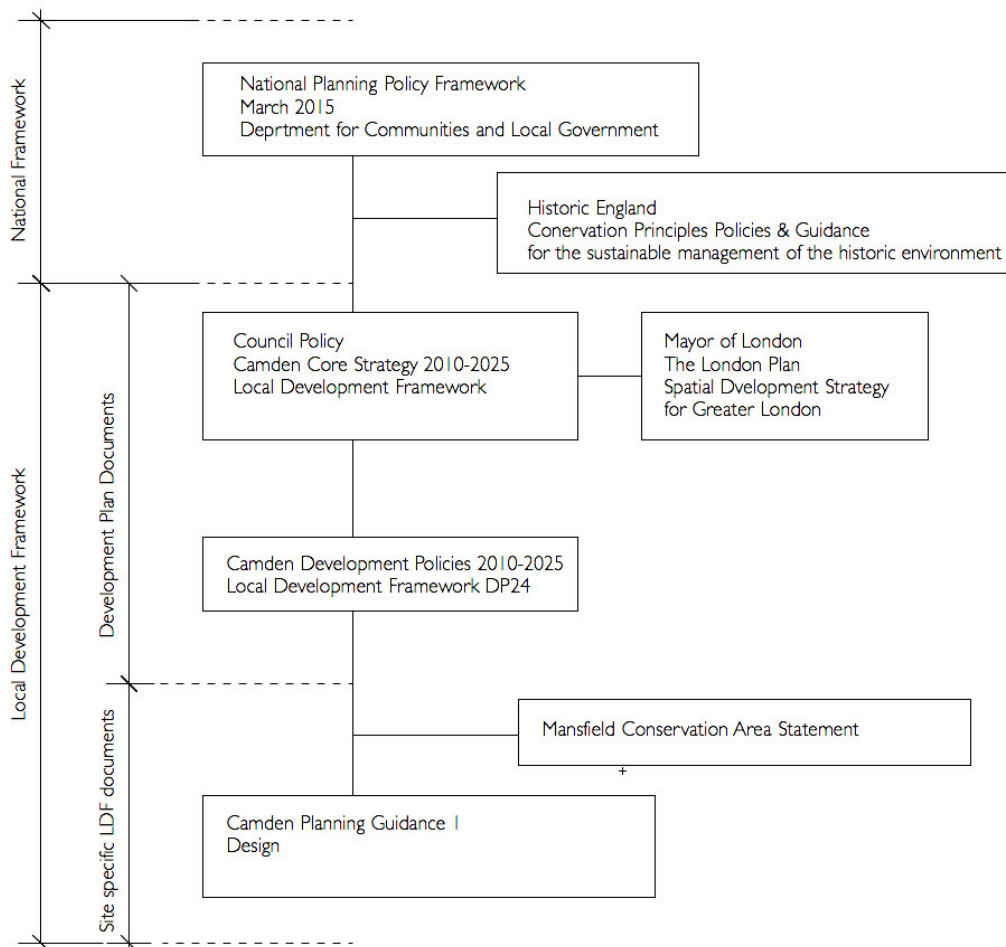 National Framework
National Planning Policy Framework
March 2015
Deprtment for Communities and Local Government
Historic England
Conervation Principles Policies & Guidance
for the sustainable management of the historic environment
Local Development Framework
Development Plan Documents
Council Policy
Camden Core Strategy 2010-2025
Local Development Framework
Mayor of London
The London Plan
Spatial Dvelopment Strategy
for Greater London
Camden Development Policies 2010-2025
Local Development Framework DP24
Site specific LDF documents
Mansfield Conservation Area Statement
Camden Planning Guidance 1
Design